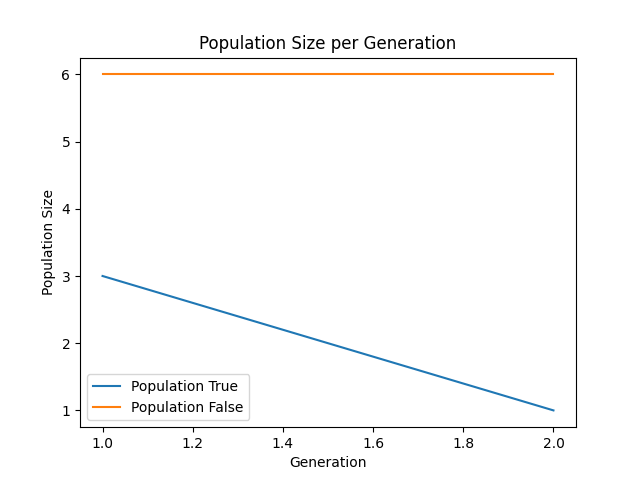 Population Size per Generation
Population Size
6
5
4
3
2
1
Population True
Population False
1.0 1.2 1.4 1.6 1.8 2.0
Generation